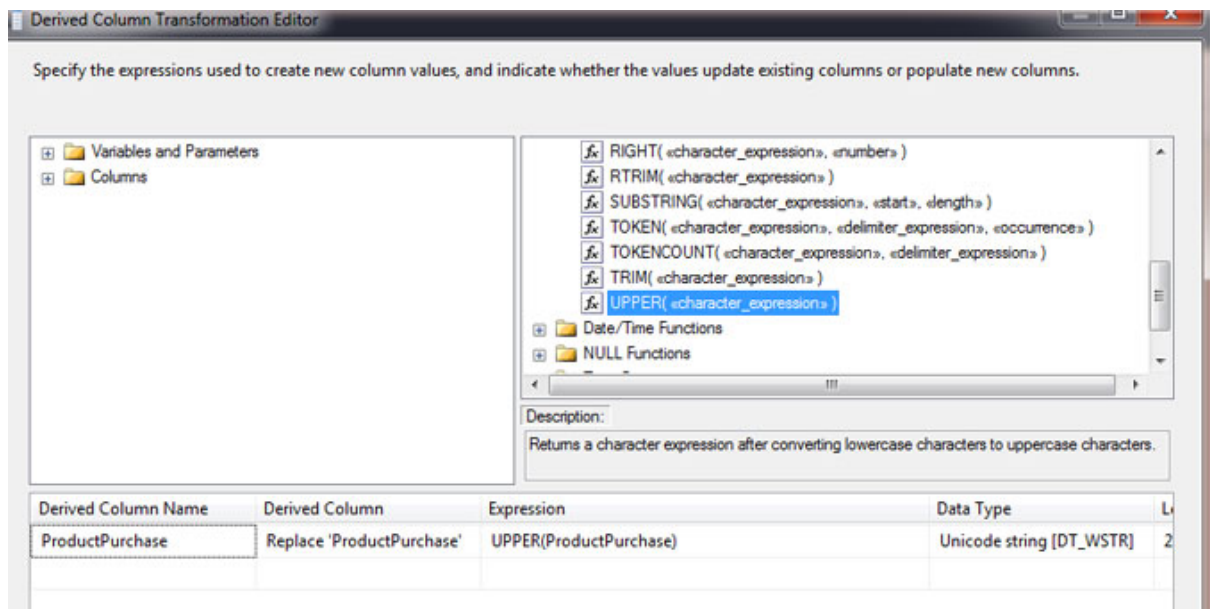 Derived Column Transformation Editor
Specify the expressions used to create new column values, and indicate whether the values update existing columns or populate new columns.
Variables and Parameters
Columns
RIGHT( «character_expression», «number» )
RTRIM( «character_expression» )
SUBSTRING( «character_expression», «start», «length» )
TOKEN( «character_expression», «delimiter_expression», «occurrence» )
TOKENCOUNT( «character_expression», «delimiter_expression» )
TRIM( «character_expression» )
UPPER( «character_expression» )
Date/Time Functions
NULL Functions
Description:
Returns a character expression after converting lowercase characters to uppercase characters.
Derived Column Name Derived Column Expression Data Type
ProductPurchase Replace 'ProductPurchase' UPPER(ProductPurchase) Unicode string [DT_WSTR] 2